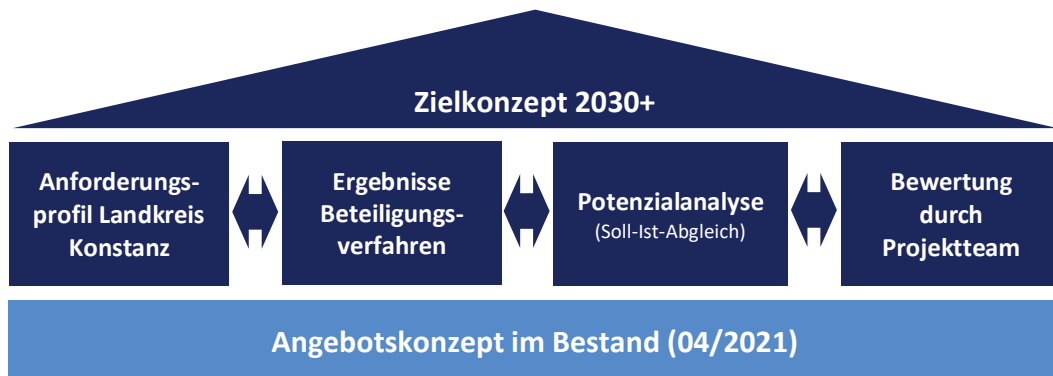 Zielkonzept 2030+
Anforderungs-
profil Landkreis
Konstanz
Ergebnisse
Beteiligungs-
verfahren
Potenzialanalyse
(Soll-Ist-Abgleich)
Bewertung
durch
Projektteam
Angebotskonzept im Bestand (04/2021)